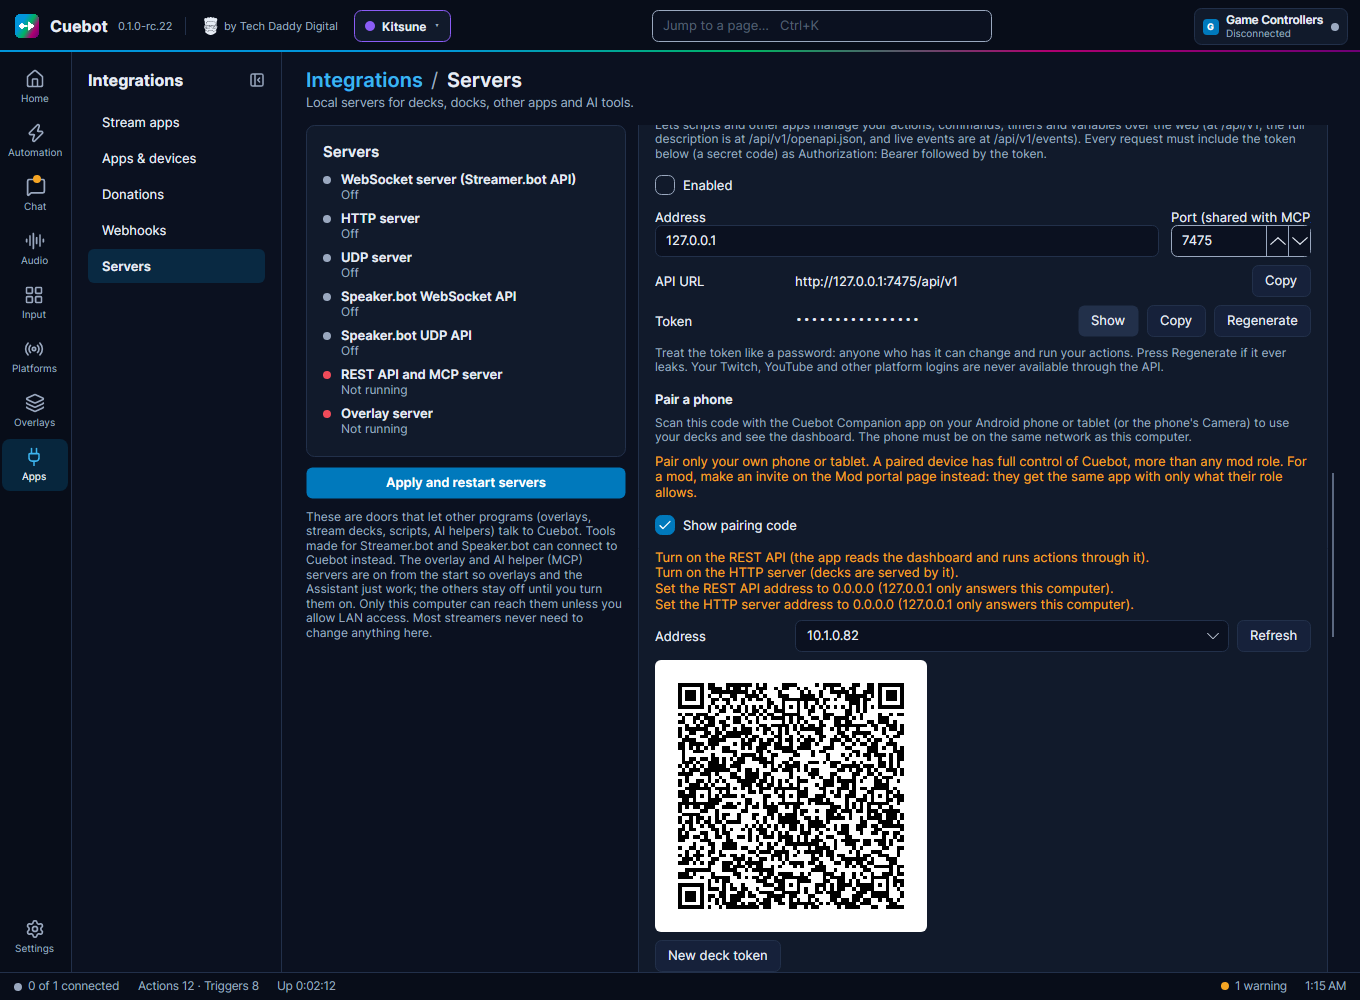 Cuebot 0.1.0-rc.22 by Tech Daddy Digital Kitsune
Jump to a page... Ctrl+K
G Game Controllers
Disconnected
Home
Automation
Chat
Audio
Input
Platforms
Overlays
Apps
Settings
Integrations
Stream apps
Apps & devices
Donations
Webhooks
Servers
Integrations / Servers
Local servers for decks, docks, other apps and AI tools.
Servers
WebSocket server (Streamer.bot API)
Off
HTTP server
Off
UDP server
Off
Speaker.bot WebSocket API
Off
Speaker.bot UDP API
Off
REST API and MCP server
Not running
Overlay server
Not running
Apply and restart servers
These are doors that let other programs (overlays,
stream decks, scripts, AI helpers) talk to Cuebot. Tools
made for Streamer.bot and Speaker.bot can connect to
Cuebot instead. The overlay and AI helper (MCP)
servers are on from the start so overlays and the
Assistant just work; the others stay off until you turn
them on. Only this computer can reach them unless you
allow LAN access. Most streamers never need to
change anything here.
Lets scripts and other apps manage your actions, commands, timers and variables over the web (at /api/v1, the full
description is at /api/v1/openapi.json, and live events are at /api/v1/events). Every request must include the token
below (a secret code) as Authorization: Bearer followed by the token.
Enabled
Address Port (shared with MCP
127.0.0.1 7475
API URL http://127.0.0.1:7475/api/v1 Copy
Token •••••••••••••••• Show Copy Regenerate
Treat the token like a password: anyone who has it can change and run your actions. Press Regenerate if it ever
leaks. Your Twitch, YouTube and other platform logins are never available through the API.
Pair a phone
Scan this code with the Cuebot Companion app on your Android phone or tablet (or the phone's Camera) to use
your decks and see the dashboard. The phone must be on the same network as this computer.
Pair only your own phone or tablet. A paired device has full control of Cuebot, more than any mod role. For
a mod, make an invite on the Mod portal page instead: they get the same app with only what their role
allows.
Show pairing code
Turn on the REST API (the app reads the dashboard and runs actions through it).
Turn on the HTTP server (decks are served by it).
Set the REST API address to 0.0.0.0 (127.0.0.1 only answers this computer).
Set the HTTP server address to 0.0.0.0 (127.0.0.1 only answers this computer).
Address 10.1.0.82 Refresh
New deck token
0 of 1 connected Actions 12 · Triggers 8 Up 0:02:12 1 warning 1:15 AM